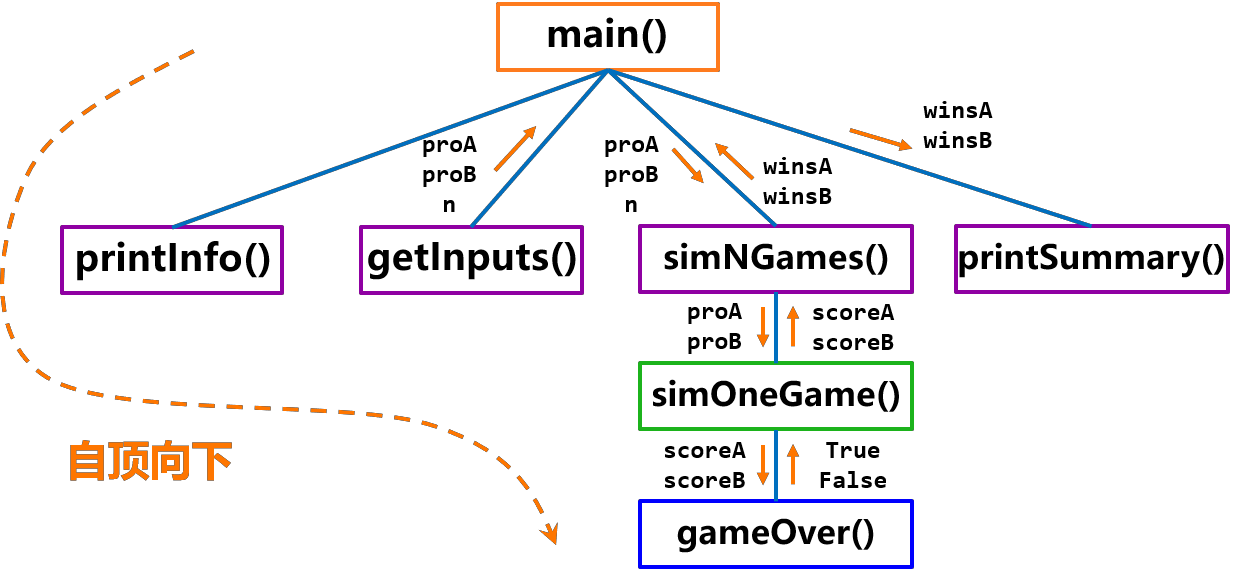 main()
winsA
winsB
proA
proB
n
proA
proB
n
winsA
winsB
printInfo()
getInputs()
simNGames()
printSummary()
proA
proB
scoreA
scoreB
simOneGame()
自顶向下
scoreA
scoreB
True
False
gameOver()